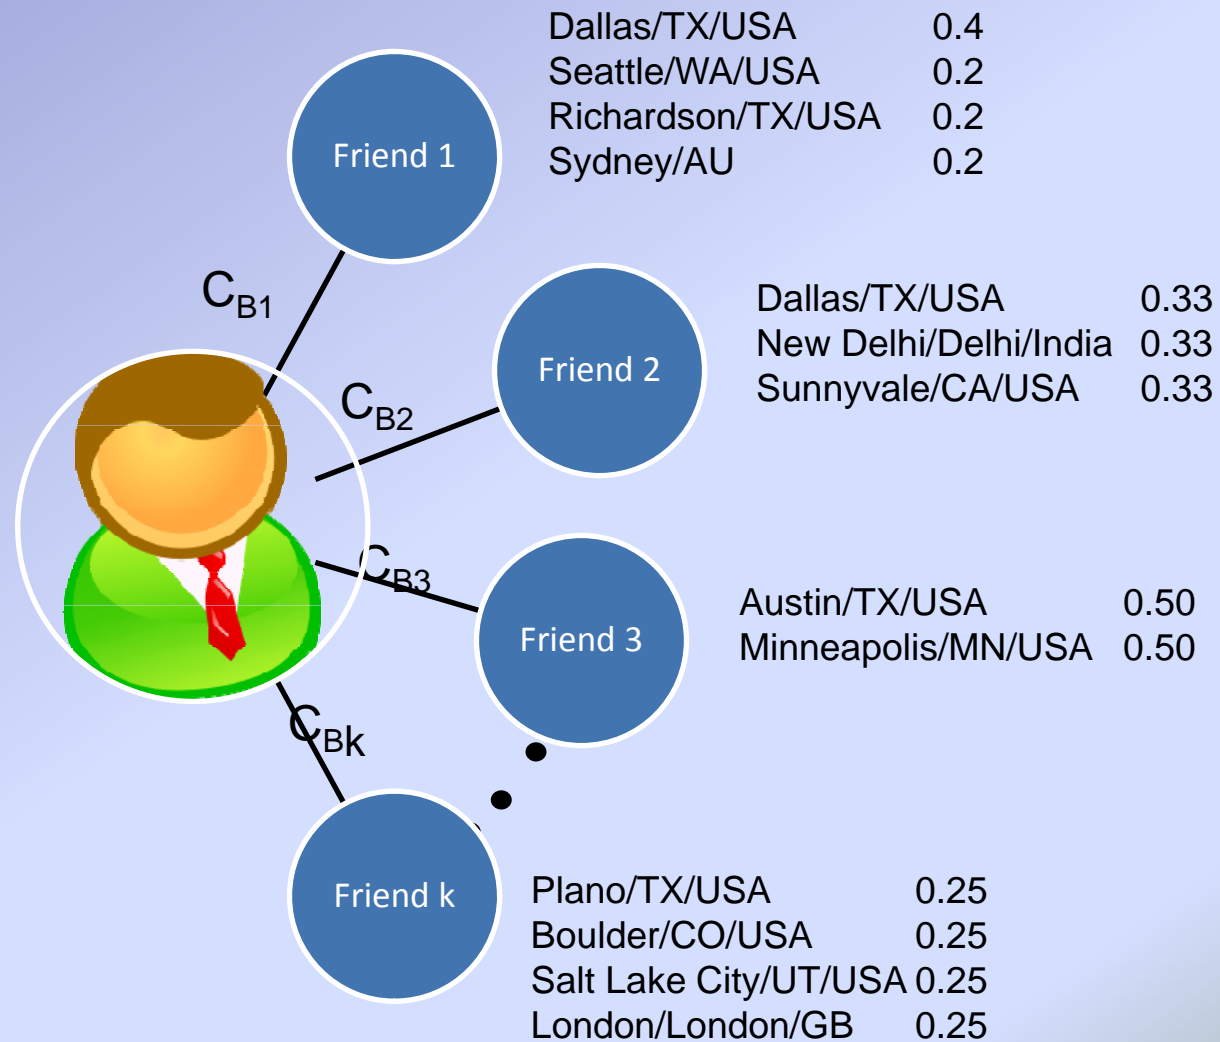 Dallas/TX/USA 0.4
Seattle/WA/USA 0.2
Richardson/TX/USA 0.2
Sydney/AU 0.2
Friend 1
CB1
Dallas/TX/USA 0.33
New Delhi/Delhi/India 0.33
Sunnyvale/CA/USA 0.33
Friend 2
CB2
CB3
Austin/TX/USA 0.50
Minneapolis/MN/USA 0.50
Friend 3
CBk
Friend k
Plano/TX/USA 0.25
Boulder/CO/USA 0.25
Salt Lake City/UT/USA 0.25
London/London/GB 0.25